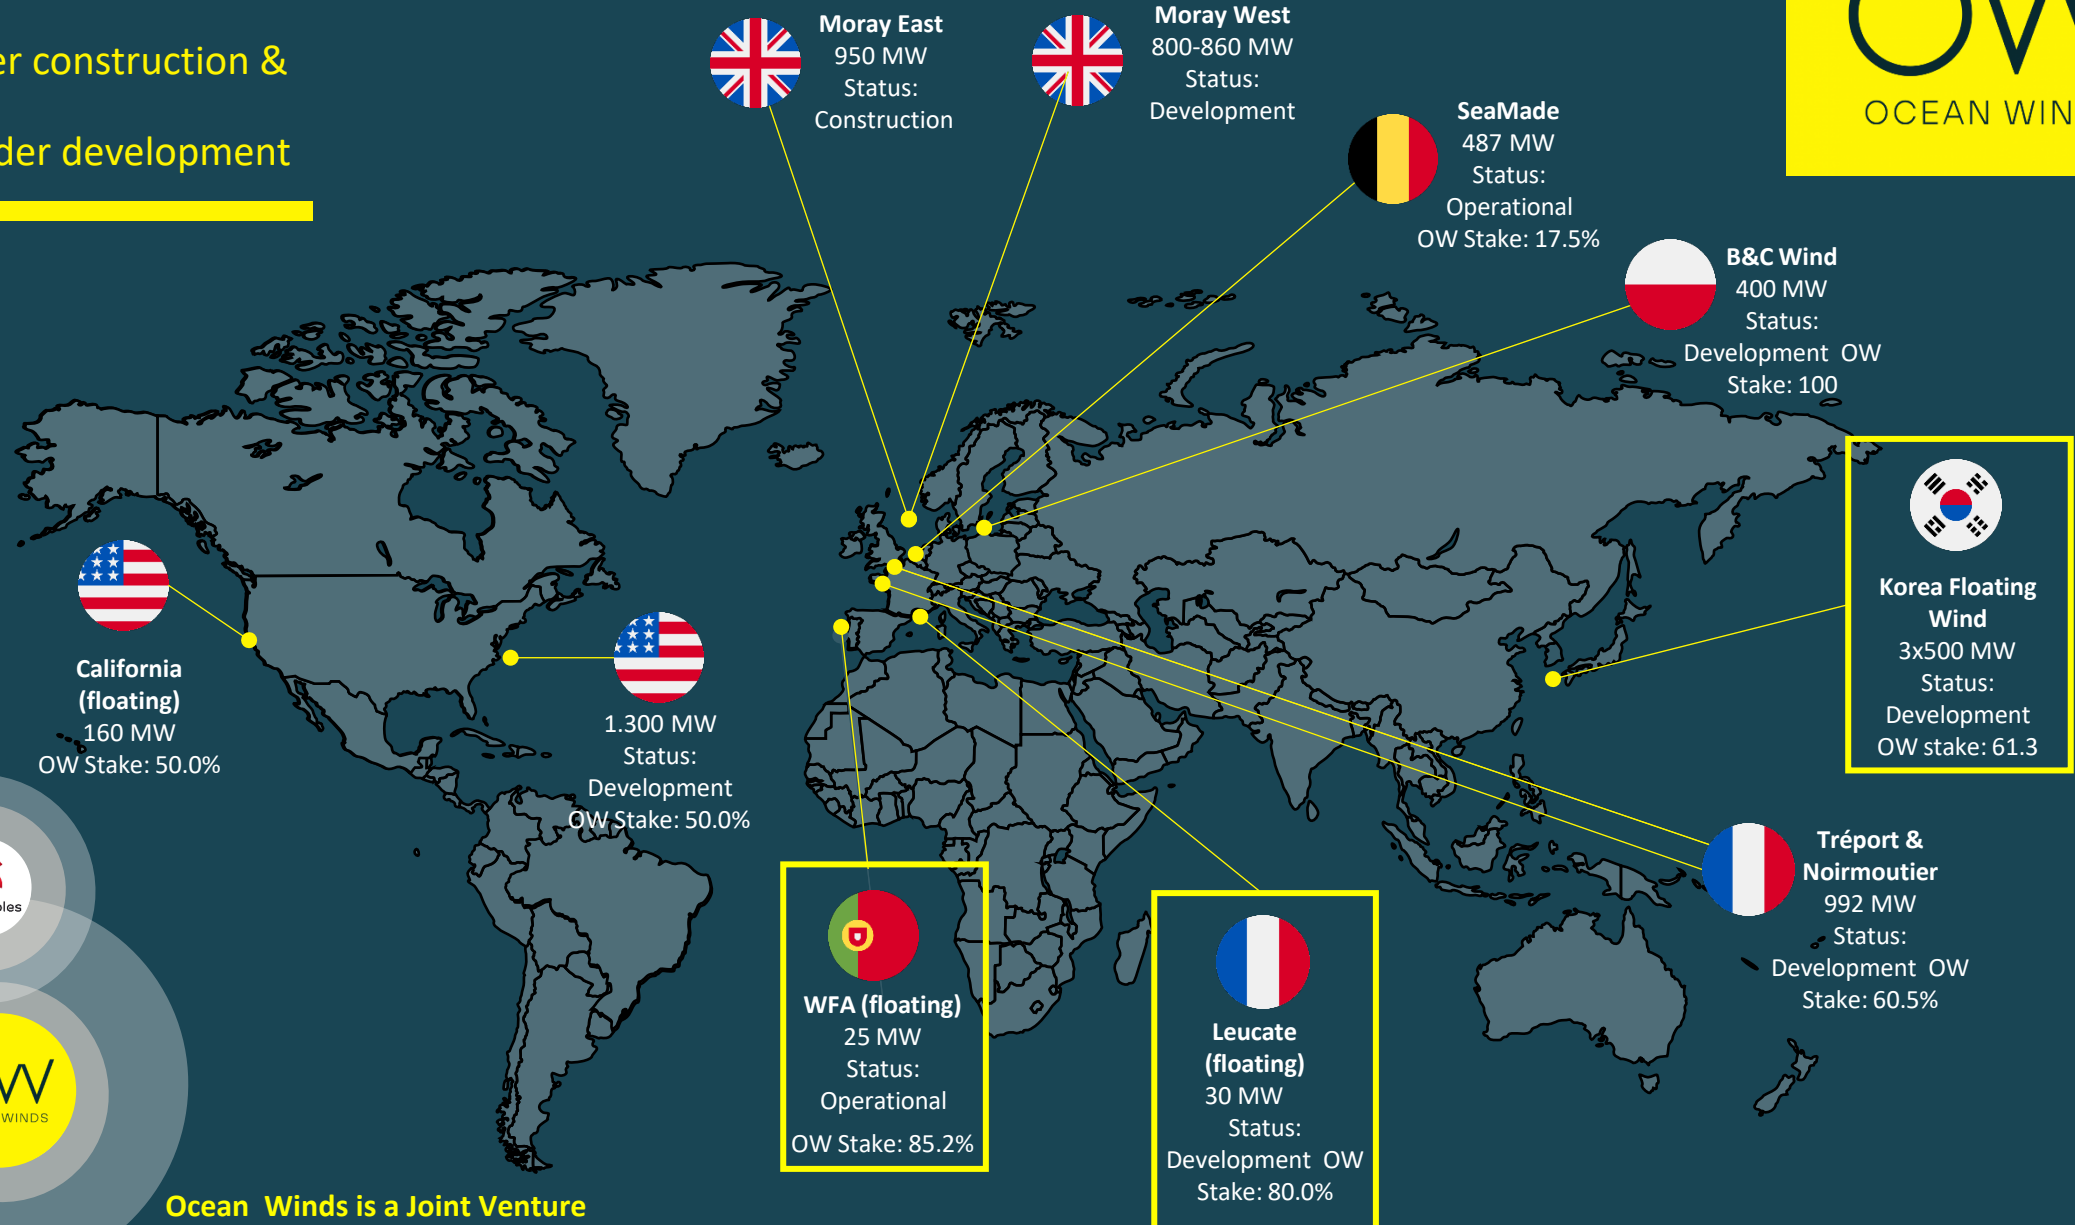 er construction &
der development
Moray East
950 MW
Status:
Construction
Moray West
800-860 MW
Status:
Development
SeaMade
487 MW
Status:
Operational
OW Stake: 17.5%
OW
OCEAN WIN
B&C Wind
400 MW
Status:
Development OW
Stake: 100
Korea Floating
Wind
3x500 MW
Status:
Development
OW stake: 61.3
California
(floating)
160 MW
OW Stake: 50.0%
1.300 MW
Status:
Development
OW Stake: 50.0%
Tréport &
Noirmoutier
992 MW
Status:
Development OW
Stake: 60.5%
WFA (floating)
25 MW
Status:
Operational
OW Stake: 85.2%
Leucate
(floating)
30 MW
Status:
Development OW
Stake: 80.0%
bles
W
WINDS
Ocean Winds is a Joint Venture